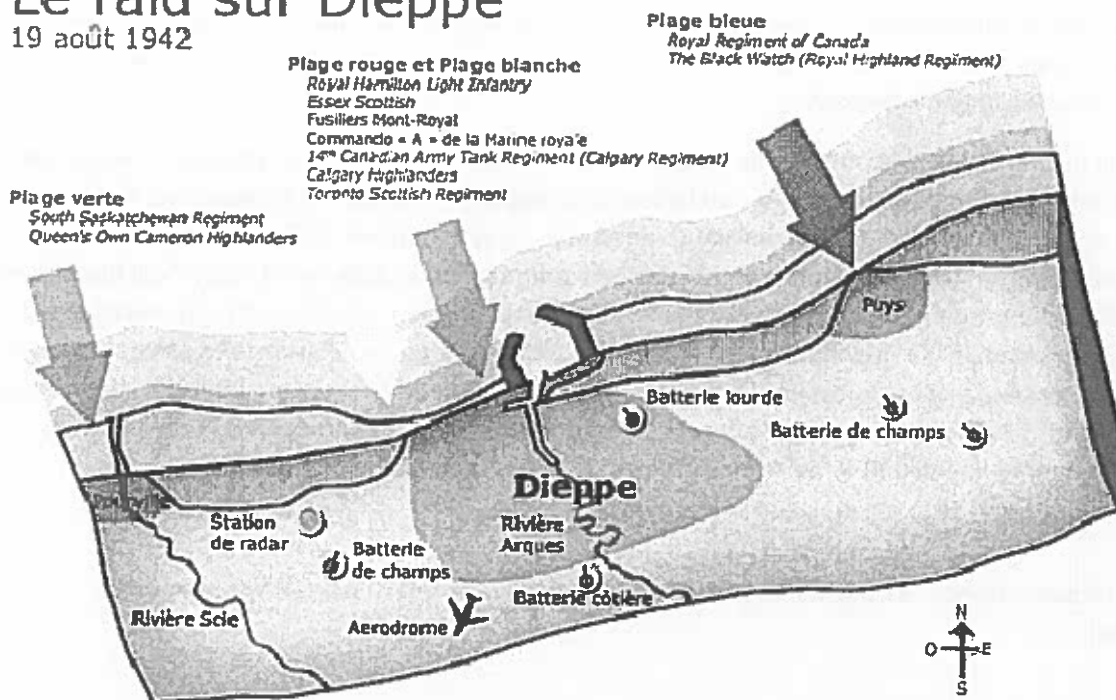 Le raid sur Dieppe
19 août 1942
Plage bleue
Royal Regiment of Canada
The Black Watch (Royal Highland Regiment)
Plage rouge et Plage blanche
Royal Hamilton Light Infantry
Essex Scottish
Fusiliers Mont-Royal
Commando « A » de la Marine royale
14ᵗʰ Canadian Army Tank Regiment (Calgary Regiment)
Calgary Highlanders
Toronto Scottish Regiment
Plage verte
South Saskatchewan Regiment
Queen's Own Cameron Highlanders
Puys
Batterie lourde
Batterie de champs
Dieppe
Station
de radar
Rivière
Arques
Batterie
de champs
Batterie côtière
Rivière Scie
Aerodrome
N
O E
S